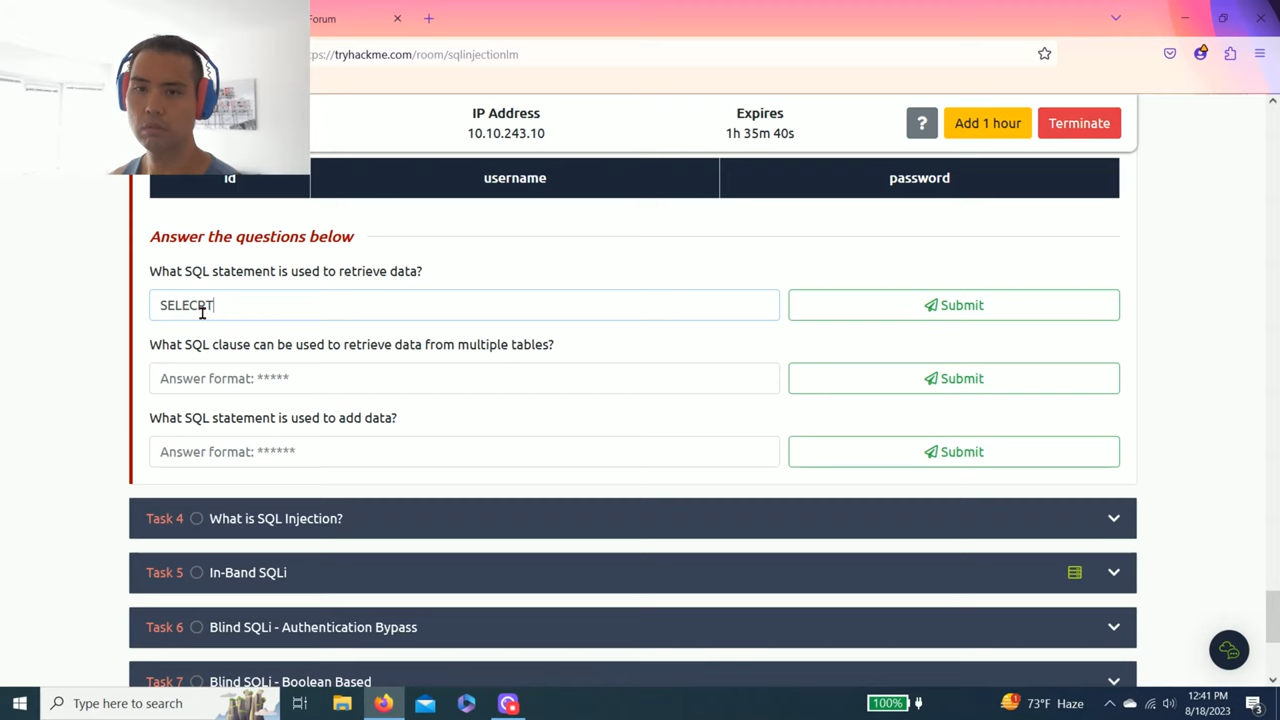 Forum
ps://tryhackme.com/room/sqlinjectionlm
IP Address
10.10.243.10
Expires
1h 35m 40s
?
Add 1 hour
Terminate
id
username
password
Answer the questions below
What SQL statement is used to retrieve data?
SELECRT
Submit
What SQL clause can be used to retrieve data from multiple tables?
Answer format: *****
Submit
What SQL statement is used to add data?
Answer format: ******
Submit
Task 4
What is SQL Injection?
Task 5
In-Band SQLi
Task 6
Blind SQLi - Authentication Bypass
Task 7
Blind SQLi - Boolean Based
Type here to search
100%
73°F Haze
12:41 PM
8/18/2023
3